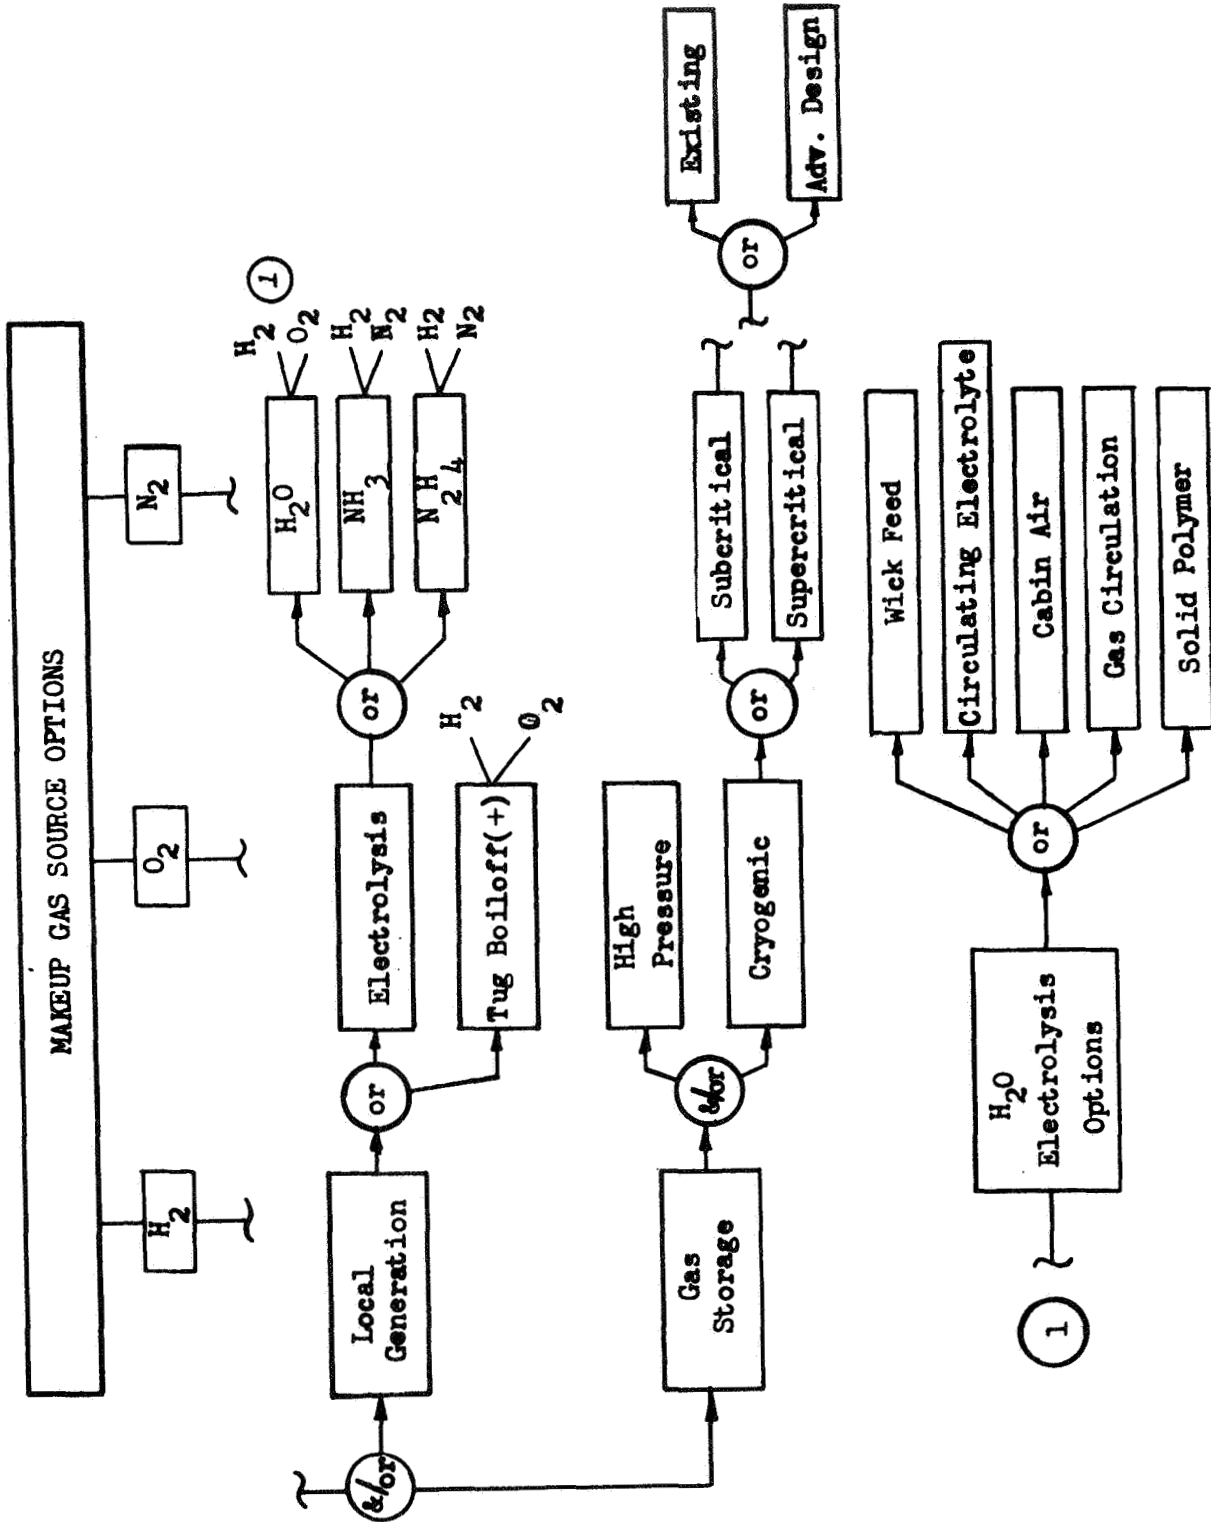 MAKEUP GAS SOURCE OPTIONS
H2
O2
N2
&/or
Local
Generation
or
Electrolysis
or
H2O
H2
O2
1
NH3
H2
N2
N2H4
H2
N2
Tug Boiloff(+)
H2
O2
Gas
Storage
&/or
High
Pressure
Cryogenic
or
Subcritical
Supercritical
or
Existing
Adv. Design
1
H2O
Electrolysis
Options
or
Wick Feed
Circulating Electrolyte
Cabin Air
Gas Circulation
Solid Polymer